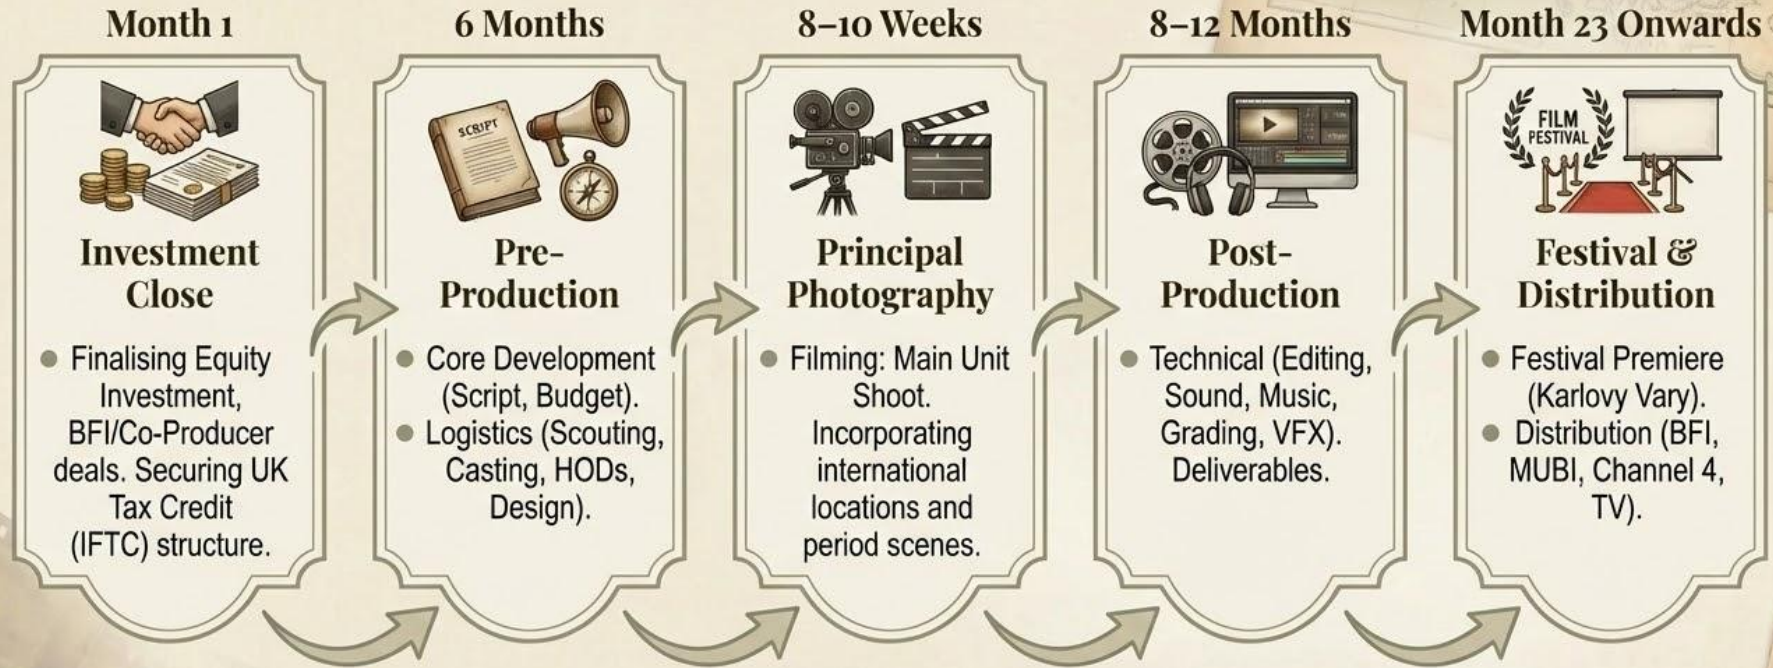 Month 1
6 Months
8–10 Weeks
8–12 Months
Month 23 Onwards
Investment
Close
● Finalising Equity
Investment,
BFI/Co-Producer
deals. Securing UK
Tax Credit
(IFTC) structure.
SCRIPT
Pre-
Production
● Core Development
(Script, Budget).
● Logistics (Scouting,
Casting, HODs,
Design).
Principal
Photography
● Filming: Main Unit
Shoot.
Incorporating
international
locations and
period scenes.
Post-
Production
● Technical (Editing,
Sound, Music,
Grading, VFX).
Deliverables.
FILM
PESTIVAL
Festival &
Distribution
● Festival Premiere
(Karlovy Vary).
● Distribution (BFI,
MUBI, Channel 4,
TV).